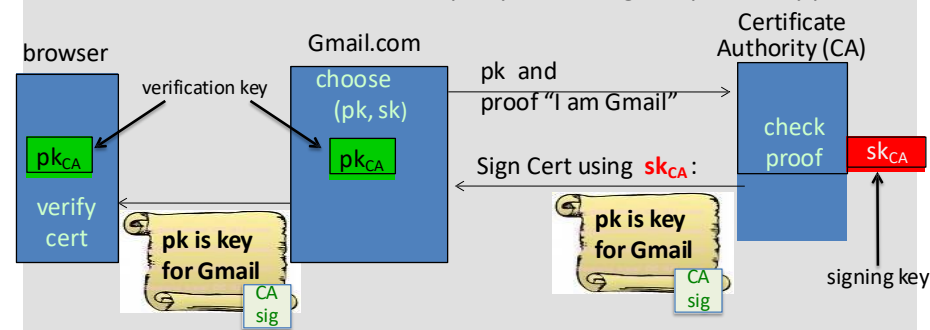 browser
Gmail.com
Certificate
Authority (CA)
verification key
choose
(pk, sk)
pk and
proof “I am Gmail”
check
proof
pkCA
pkCA
skCA
Sign Cert using skCA:
verify
cert
pk is key
for Gmail
CA
sig
pk is key
for Gmail
CA
sig
signing key